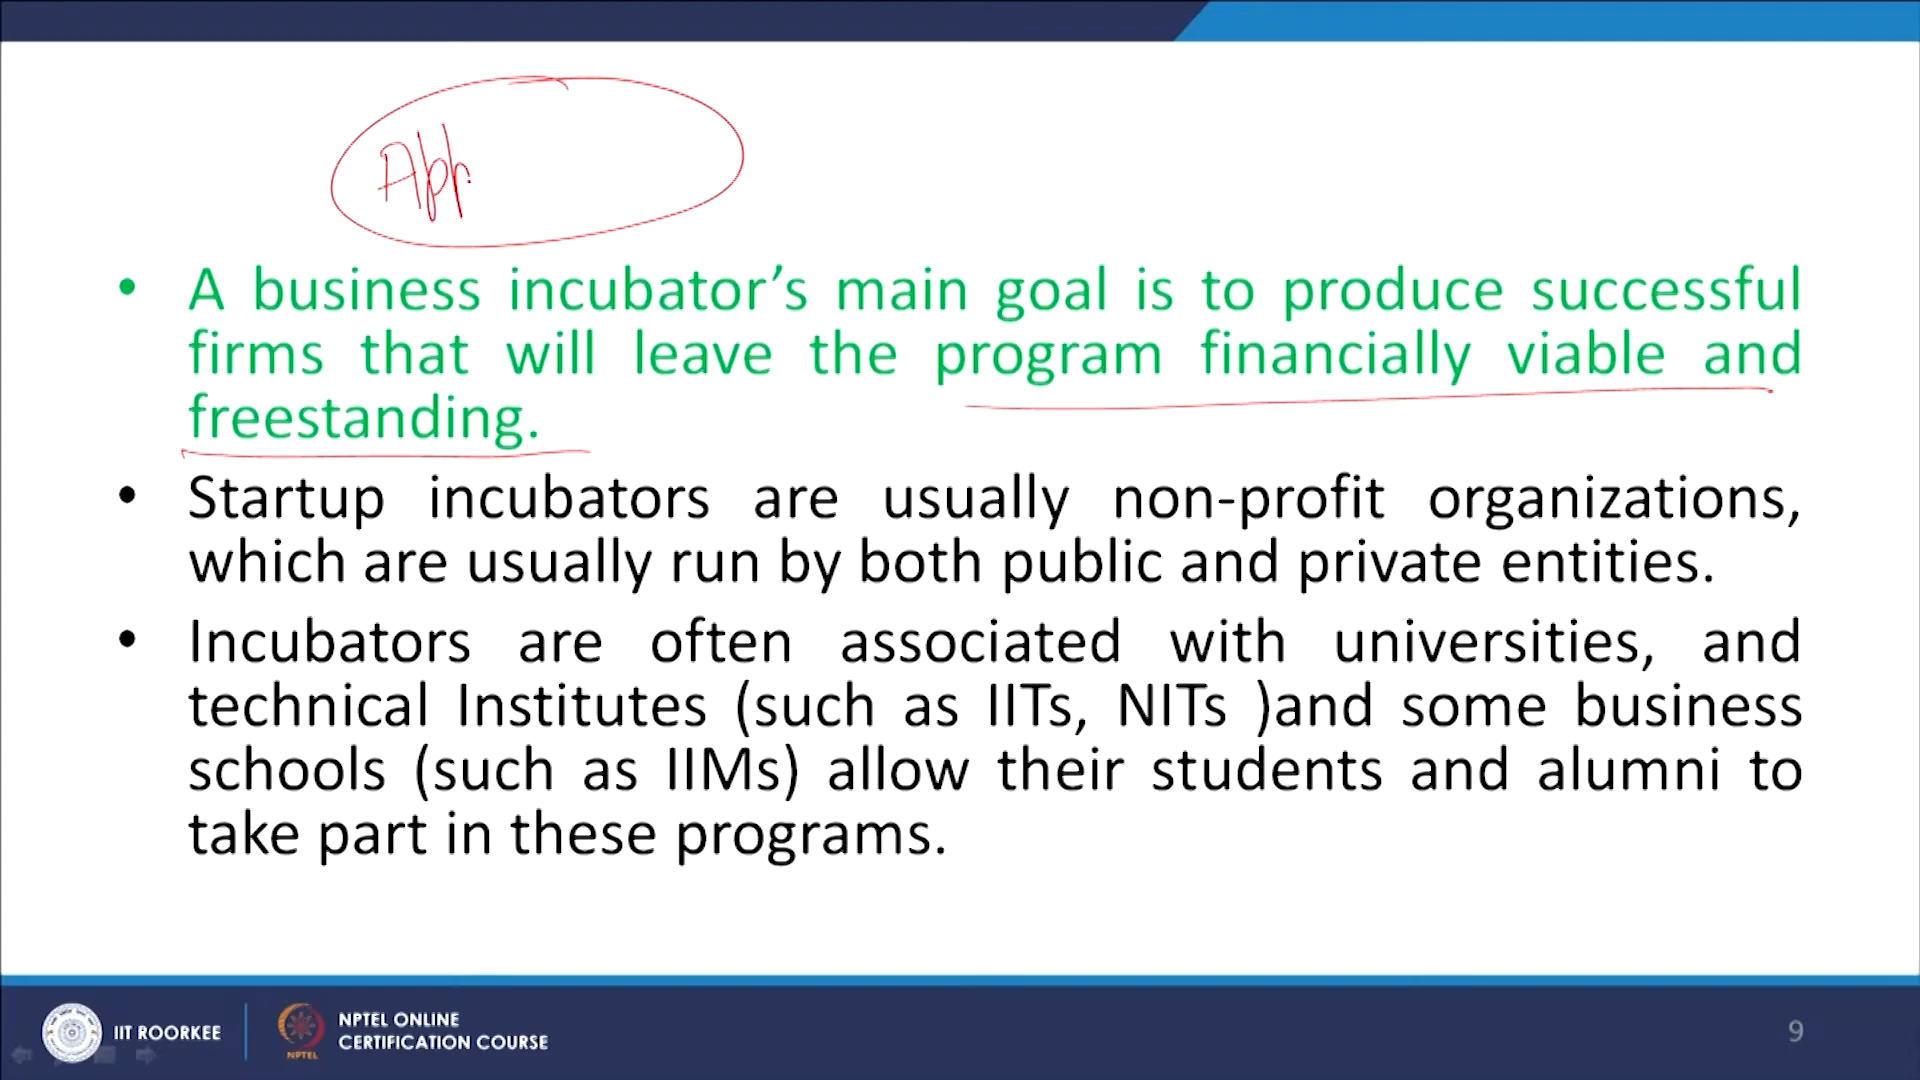 App
• A business incubator’s main goal is to produce successful
firms that will leave the program financially viable and
freestanding.
• Startup incubators are usually non-profit organizations,
which are usually run by both public and private entities.
• Incubators are often associated with universities, and
technical Institutes (such as IITs, NITs )and some business
schools (such as IIMs) allow their students and alumni to
take part in these programs.
IIT ROORKEE
NPTEL
NPTEL ONLINE
CERTIFICATION COURSE
9